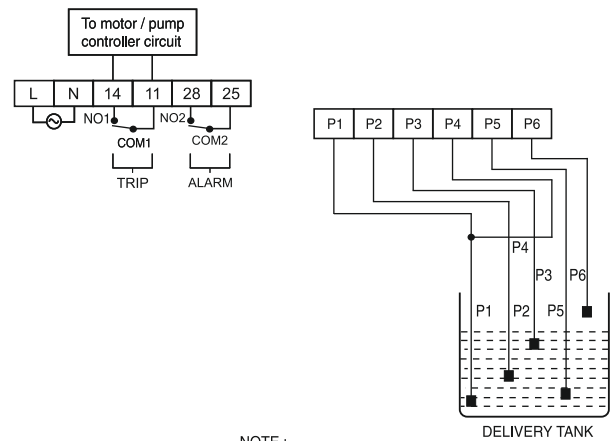 To motor / pump
controller circuit
L N 14 11 28 25
NO1 NO2
COM1 COM2
TRIP ALARM
P1 P2 P3 P4 P5 P6
P4
P3 P6
P1 P2 P5
DELIVERY TANK
NOTE :